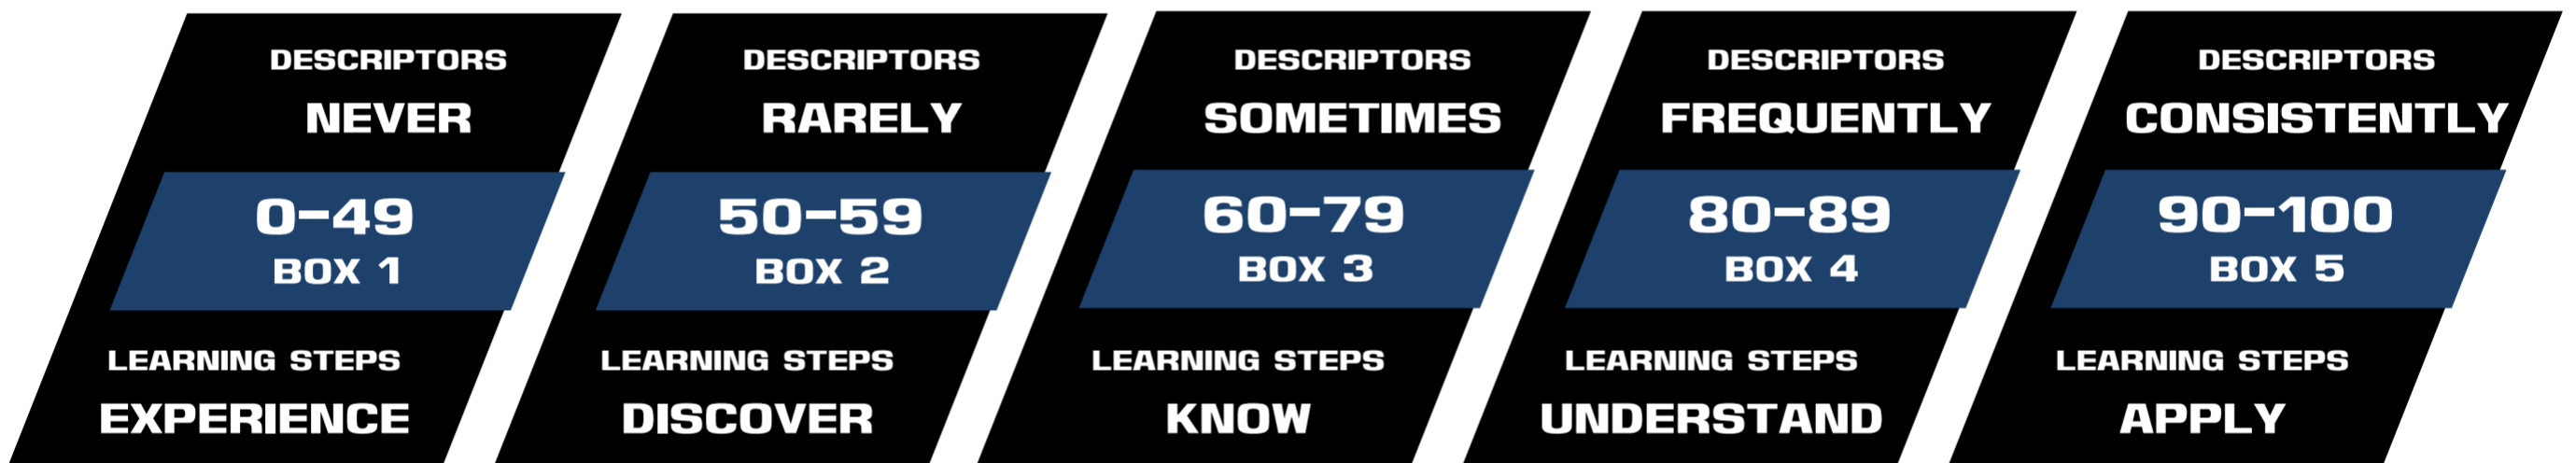 DESCRIPTORS
NEVER
0–49
BOX 1
LEARNING STEPS
EXPERIENCE
DESCRIPTORS
RARELY
50–59
BOX 2
LEARNING STEPS
DISCOVER
DESCRIPTORS
SOMETIMES
60–79
BOX 3
LEARNING STEPS
KNOW
DESCRIPTORS
FREQUENTLY
80–89
BOX 4
LEARNING STEPS
UNDERSTAND
DESCRIPTORS
CONSISTENTLY
90–100
BOX 5
LEARNING STEPS
APPLY